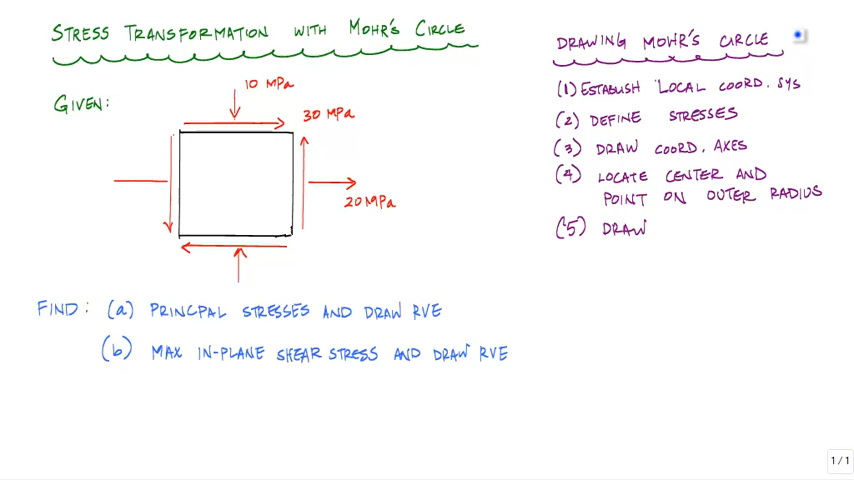 STRESS TRANSFORMATION WITH MOHR'S CIRCLE
GIVEN:
10 MPa
30 MPa
20 MPa
FIND: (a) PRINCPAL STRESSES AND DRAW RVE
(b) MAX IN-PLANE SHEAR STRESS AND DRAW RVE
DRAWING MOHR'S CIRCLE
(1) ESTABLISH LOCAL COORD. SYS
(2) DEFINE STRESSES
(3) DRAW COORD. AXES
(4) LOCATE CENTER AND
POINT ON OUTER RADIUS
(5) DRAW
1 / 1